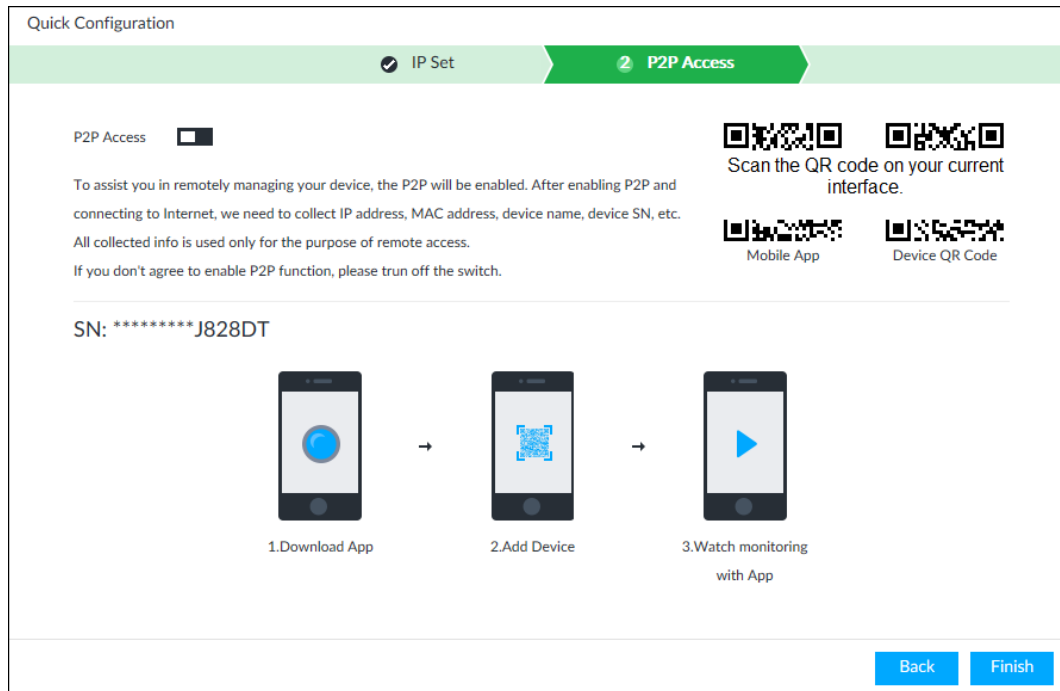 Quick Configuration
IP Set
2 P2P Access
P2P Access
To assist you in remotely managing your device, the P2P will be enabled. After enabling P2P and
connecting to Internet, we need to collect IP address, MAC address, device name, device SN, etc.
All collected info is used only for the purpose of remote access.
If you don't agree to enable P2P function, please trun off the switch.
Scan the QR code on your current
interface.
Mobile App
Device QR Code
SN: *********J828DT
1.Download App
2.Add Device
3.Watch monitoring
with App
Back
Finish